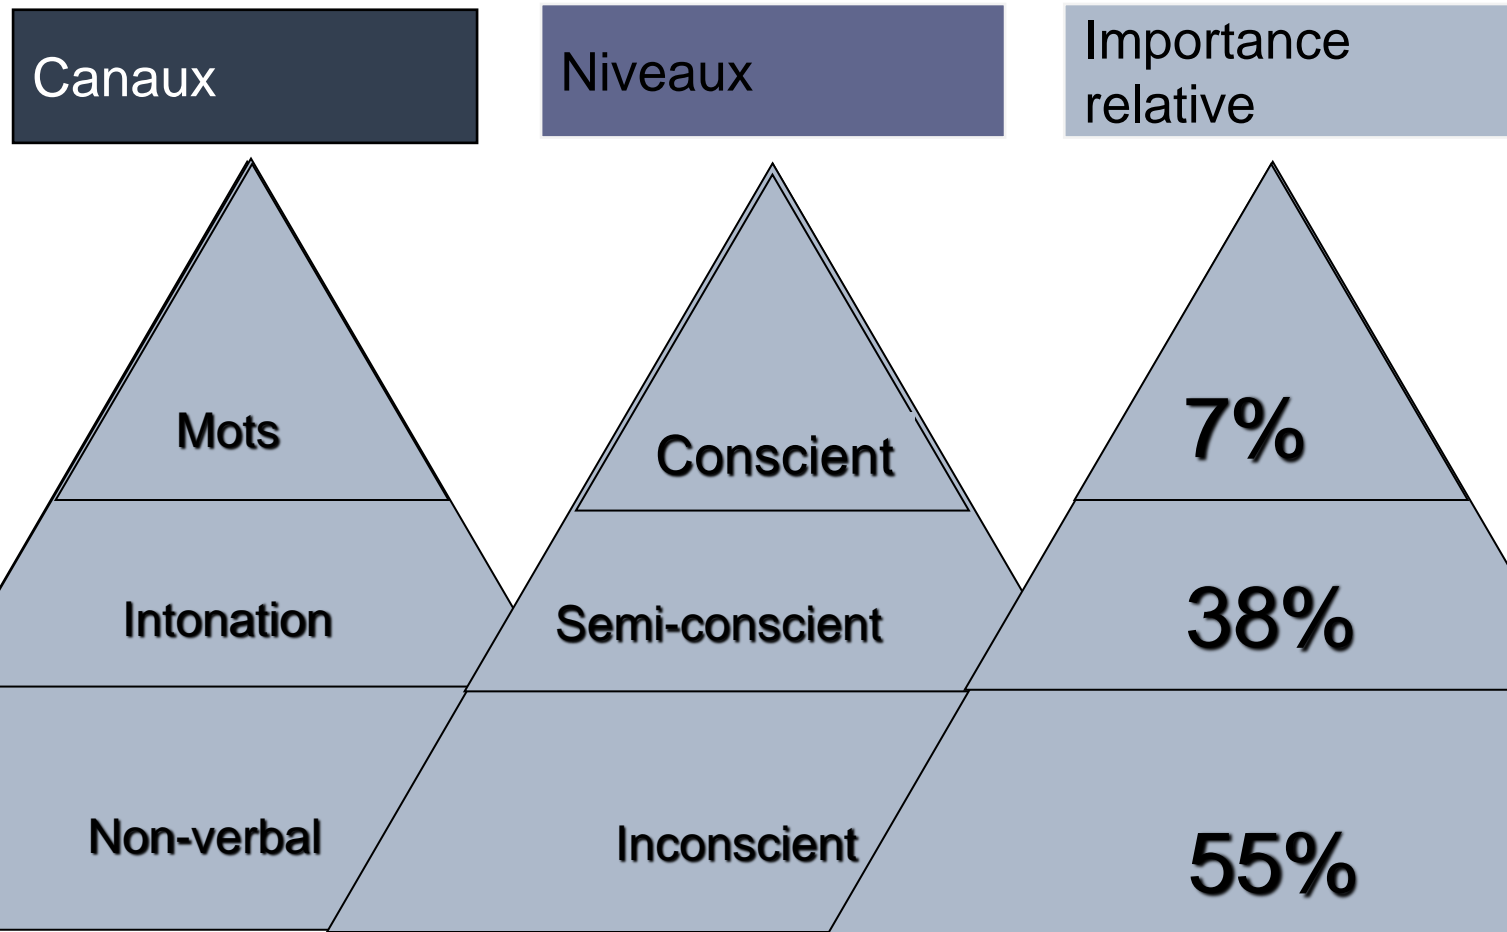 Canaux
Niveaux
Importance
relative
Mots
Conscient
7%
Intonation
Semi-conscient
38%
Non-verbal
Inconscient
55%